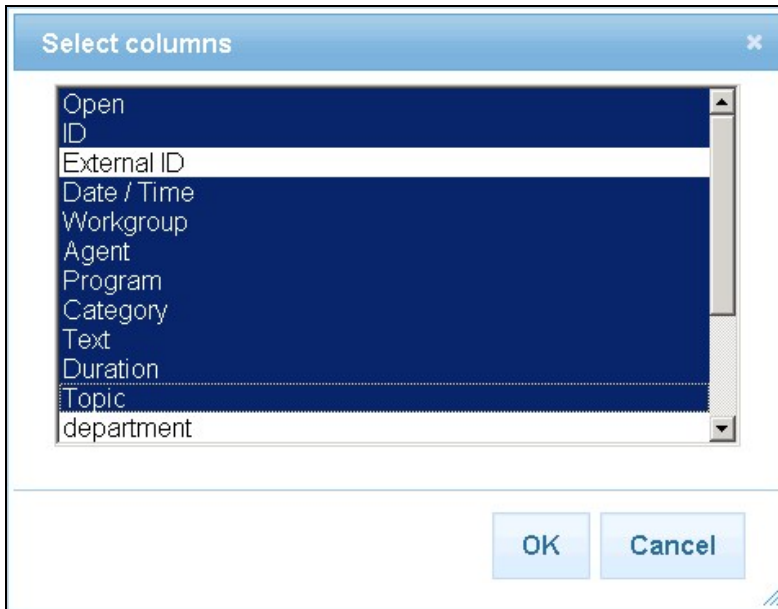 Select columns
Open
ID
External ID
Date / Time
Workgroup
Agent
Program
Category
Text
Duration
Topic
department
OK
Cancel